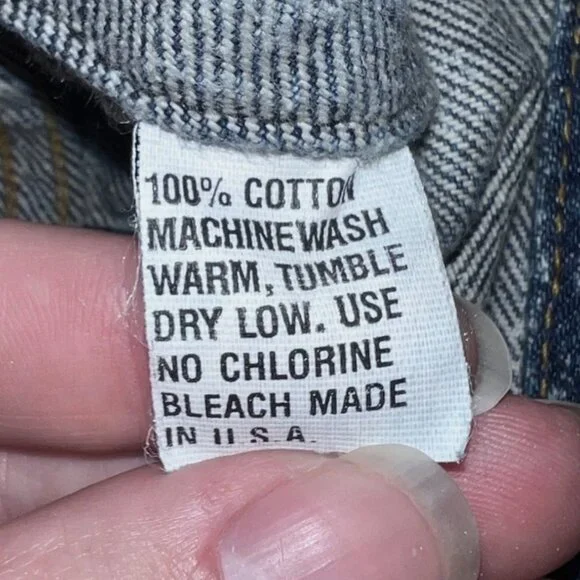 100% COTTON
MACHINE WASH
WARM, TUMBLE
DRY LOW. USE
NO CHLORINE
BLEACH MADE
IN U.S.A.